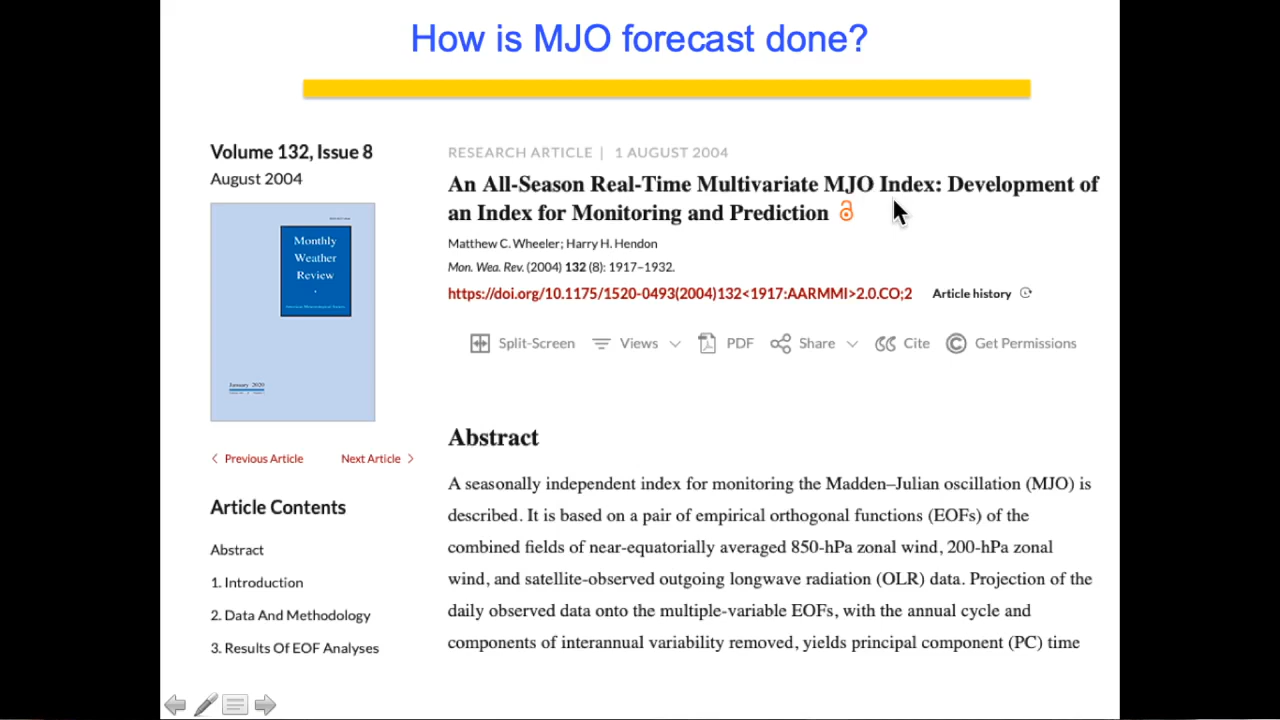 How is MJO forecast done?
Volume 132, Issue 8
August 2004
Monthly
Weather
Review
January 2020
Previous Article
Next Article
Article Contents
Abstract
1. Introduction
2. Data And Methodology
3. Results Of EOF Analyses
RESEARCH ARTICLE | 1 AUGUST 2004
An All-Season Real-Time Multivariate MJO Index: Development of
an Index for Monitoring and Prediction
Matthew C. Wheeler; Harry H. Hendon
Mon. Wea. Rev. (2004) 132 (8): 1917–1932.
https://doi.org/10.1175/1520-0493(2004)132<1917:AARMMI>2.0.CO;2 Article history
Split-Screen Views PDF Share Cite Get Permissions
Abstract
A seasonally independent index for monitoring the Madden–Julian oscillation (MJO) is
described. It is based on a pair of empirical orthogonal functions (EOFs) of the
combined fields of near-equatorially averaged 850-hPa zonal wind, 200-hPa zonal
wind, and satellite-observed outgoing longwave radiation (OLR) data. Projection of the
daily observed data onto the multiple-variable EOFs, with the annual cycle and
components of interannual variability removed, yields principal component (PC) time